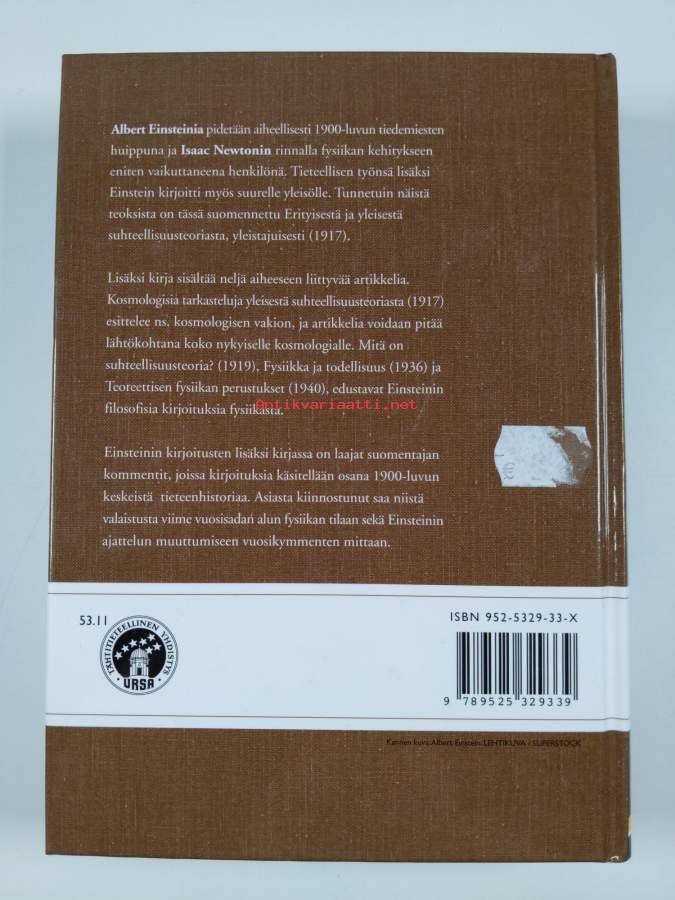 Albert Einsteinia pidetään aiheellisesti 1900-luvun tiedemiesten
huippuna ja Isaac Newtonin rinnalla fysiikan kehitykseen
eniten vaikuttaneena henkilönä. Tieteellisen työnsä lisäksi
Einstein kirjoitti myös suurelle yleisölle. Tunnetuin näistä
teoksista on tässä suomennettu Erityisestä ja yleisestä
suhteellisuusteoriasta, yleistajuisesti (1917).
Lisäksi kirja sisältää neljä aiheeseen liittyvää artikkelia.
Kosmologisia tarkasteluja yleisestä suhteellisuusteoriasta (1917)
esittelee ns. kosmologisen vakion, ja artikkelia voidaan pitää
lähtökohtana koko nykyiselle kosmologialle. Mitä on
suhteellisuusteoria? (1919), Fysiikka ja todellisuus (1936) ja
Teoreettisen fysiikan perustukset (1940), edustavat Einsteinin
filosofisia kirjoituksia fysiikasta.
Antikvariaatti.net
Einsteinin kirjoitusten lisäksi kirjassa on laajat suomentajan
kommentit, joissa kirjoituksia käsitellään osana 1900-luvun
keskeistä tieteenhistoriaa. Asiasta kiinnostunut saa niistä
valaistusta viime vuosisadan alun fysiikan tilaan sekä Einsteinin
ajattelun muuttumiseen vuosikymmenten mittaan.
53.11
TÄHTITIETEELLINEN YHDISTYS
URSA
ISBN 952-5329-33-X
9 789525 329339
Kannen kuva: Albert Einstein. LEHTIKUVA / SUPERSTOCK